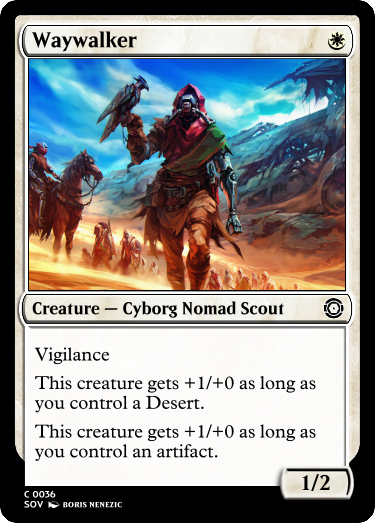 Waywalker
Creature — Cyborg Nomad Scout
Vigilance
This creature gets +1/+0 as long as
you control a Desert.
This creature gets +1/+0 as long as
you control an artifact.
1/2
C 0036
SOV BORIS NENEZIC